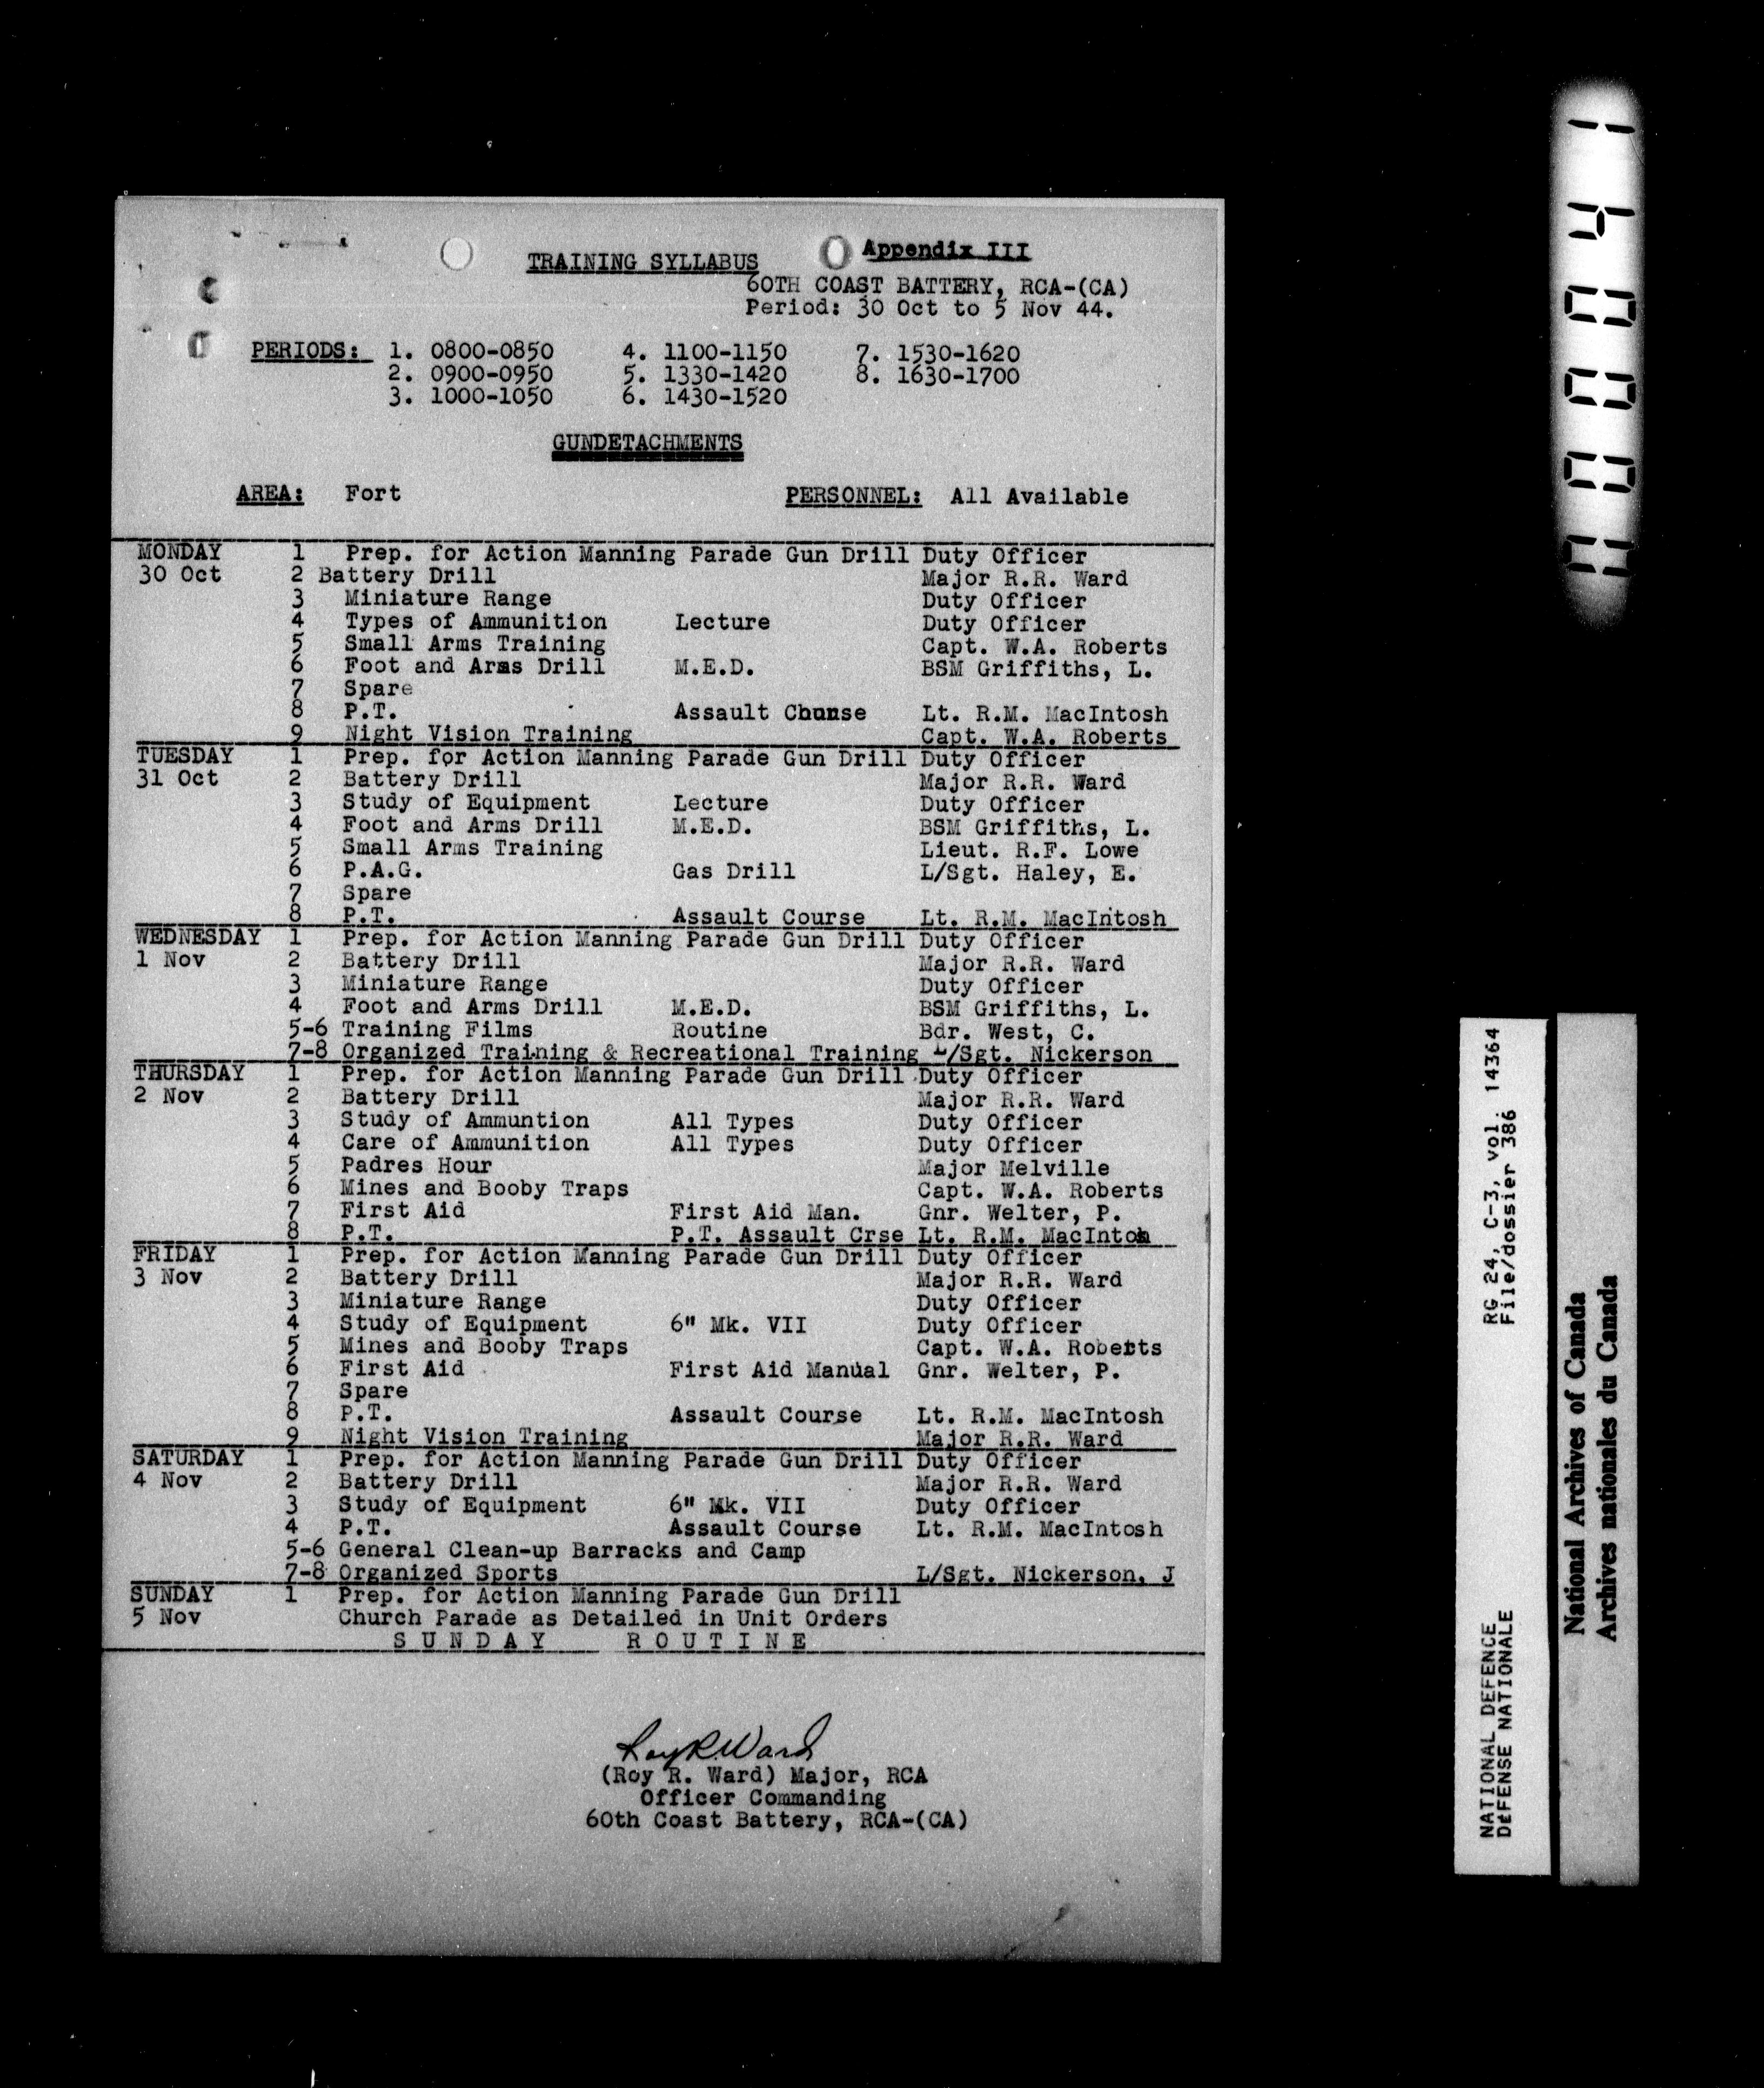 Appendix III
TRAINING SYLLABUS
60TH COAST BATTERY, RCA-(CA)
Period: 30 Oct to 5 Nov 44.
PERIODS: 1. 0800-0850 4. 1100-1150 7. 1530-1620
2. 0900-0950 5. 1330-1420 8. 1630-1700
3. 1000-1050 6. 1430-1520
GUNDETACHMENTS
AREA: Fort PERSONNEL: All Available
MONDAY 1 Prep. for Action Manning Parade Gun Drill Duty Officer
30 Oct 2 Battery Drill Major R.R. Ward
3 Miniature Range Duty Officer
4 Types of Ammunition Lecture Duty Officer
5 Small Arms Training Capt. W.A. Roberts
6 Foot and Arms Drill M.E.D. BSM Griffiths, L.
7 Spare
8 P.T. Assault Chunse Lt. R.M. MacIntosh
9 Night Vision Training Capt. W.A. Roberts
TUESDAY 1 Prep. for Action Manning Parade Gun Drill Duty Officer
31 Oct 2 Battery Drill Major R.R. Ward
3 Study of Equipment Lecture Duty Officer
4 Foot and Arms Drill M.E.D. BSM Griffiths, L.
5 Small Arms Training Lieut. R.F. Lowe
6 P.A.G. Gas Drill L/Sgt. Haley, E.
7 Spare
8 P.T. Assault Course Lt. R.M. MacIntosh
WEDNESDAY 1 Prep. for Action Manning Parade Gun Drill Duty Officer
1 Nov 2 Battery Drill Major R.R. Ward
3 Miniature Range Duty Officer
4 Foot and Arms Drill M.E.D. BSM Griffiths, L.
5-6 Training Films Routine Bdr. West, C.
7-8 Organized Training & Recreational Training L/Sgt. Nickerson
THURSDAY 1 Prep. for Action Manning Parade Gun Drill Duty Officer
2 Nov 2 Battery Drill Major R.R. Ward
3 Study of Ammuntion All Types Duty Officer
4 Care of Ammunition All Types Duty Officer
5 Padres Hour Major Melville
6 Mines and Booby Traps Capt. W.A. Roberts
7 First Aid First Aid Man. Gnr. Welter, P.
8 P.T. P.T. Assault Crse Lt. R.M. MacIntoh
FRIDAY 1 Prep. for Action Manning Parade Gun Drill Duty Officer
3 Nov 2 Battery Drill Major R.R. Ward
3 Miniature Range Duty Officer
4 Study of Equipment 6" Mk. VII Duty Officer
5 Mines and Booby Traps Capt. W.A. Roberts
6 First Aid First Aid Manual Gnr. Welter, P.
7 Spare
8 P.T. Assault Course Lt. R.M. MacIntosh
9 Night Vision Training Major R.R. Ward
SATURDAY 1 Prep. for Action Manning Parade Gun Drill Duty Officer
4 Nov 2 Battery Drill Major R.R. Ward
3 Study of Equipment 6" Mk. VII Duty Officer
4 P.T. Assault Course Lt. R.M. MacIntosh
5-6 General Clean-up Barracks and Camp
7-8 Organized Sports L/Sgt. Nickerson, J
SUNDAY 1 Prep. for Action Manning Parade Gun Drill
5 Nov Church Parade as Detailed in Unit Orders
SUNDAY ROUTINE
Roy R. Ward
(Roy R. Ward) Major, RCA
Officer Commanding
60th Coast Battery, RCA-(CA)
NATIONAL DEFENCE RG 24, C-3, vol. 14364
DéFENSE NATIONALE File/dossier 386
National Archives of Canada
Archives nationales du Canada
000041